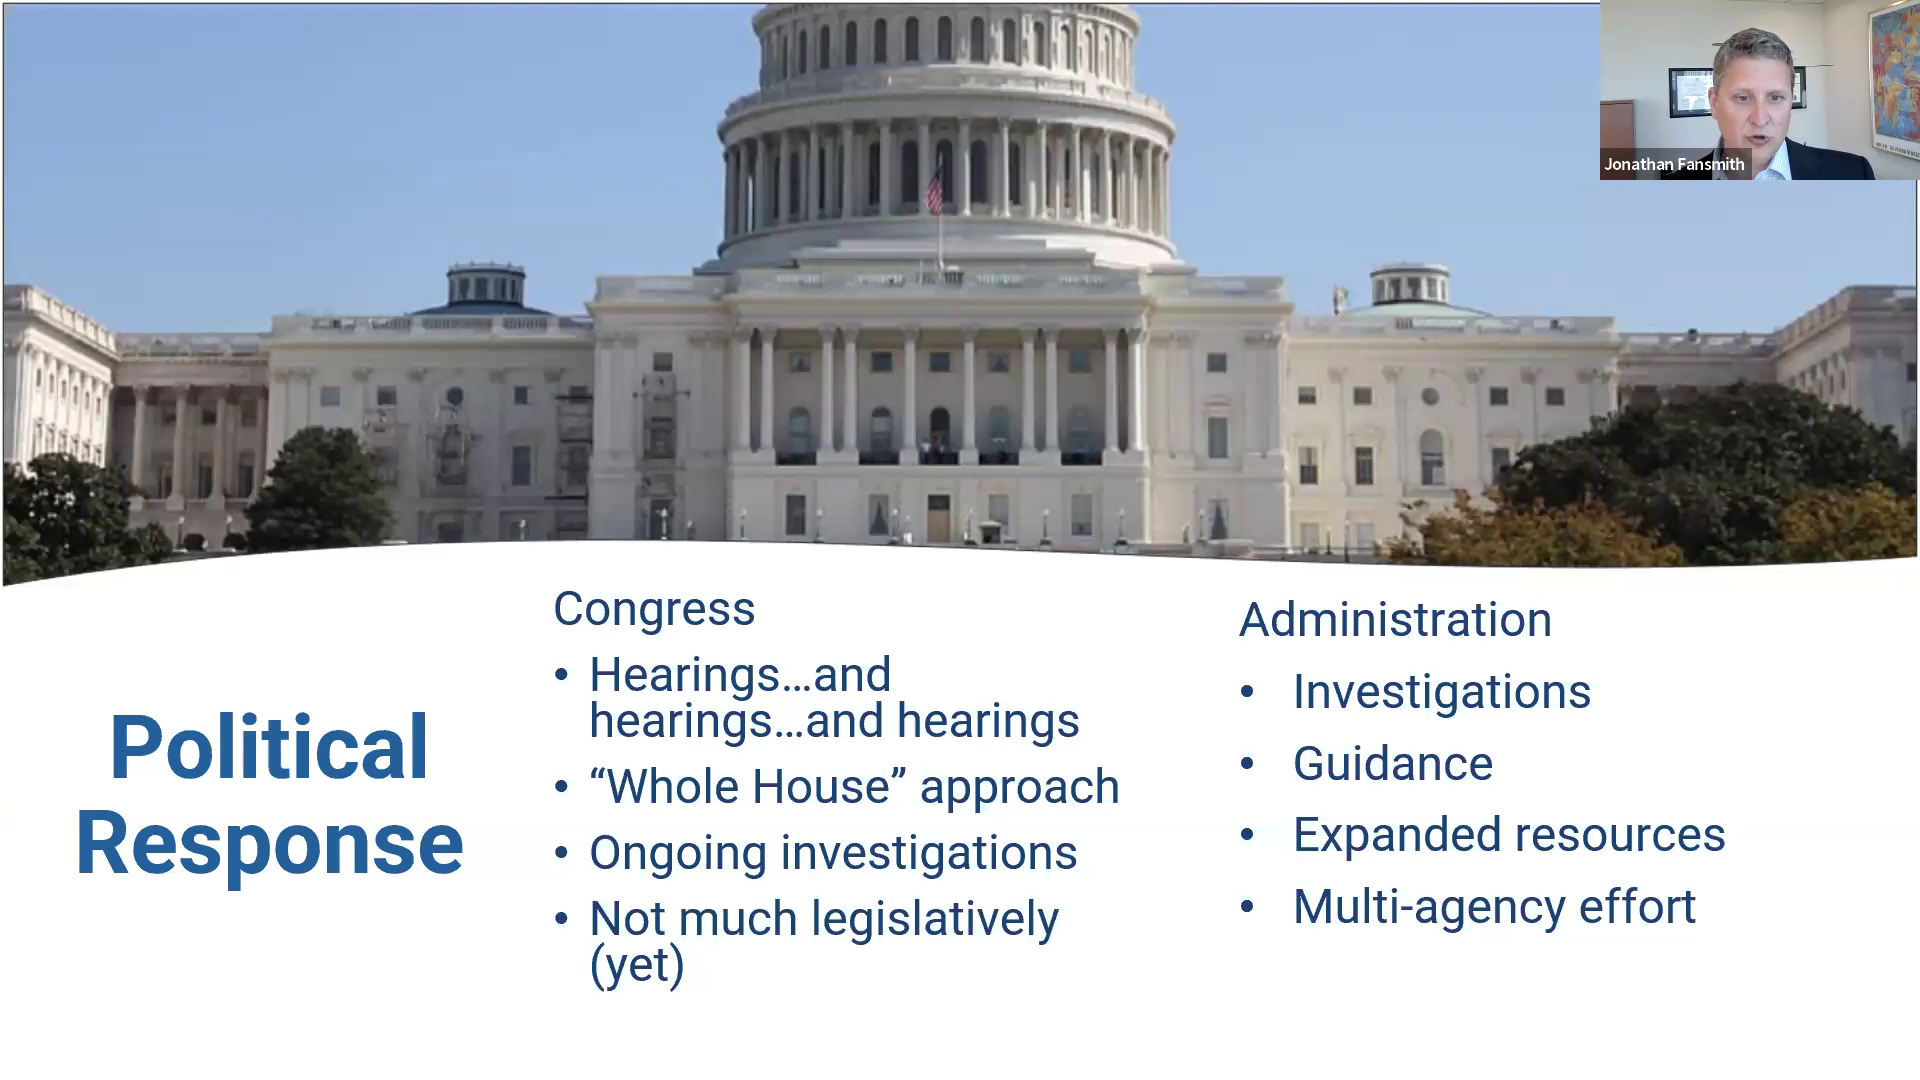 Jonathan Fansmith
Political
Response
Congress
• Hearings...and
hearings...and hearings
• “Whole House” approach
• Ongoing investigations
• Not much legislatively
(yet)
Administration
• Investigations
• Guidance
• Expanded resources
• Multi-agency effort